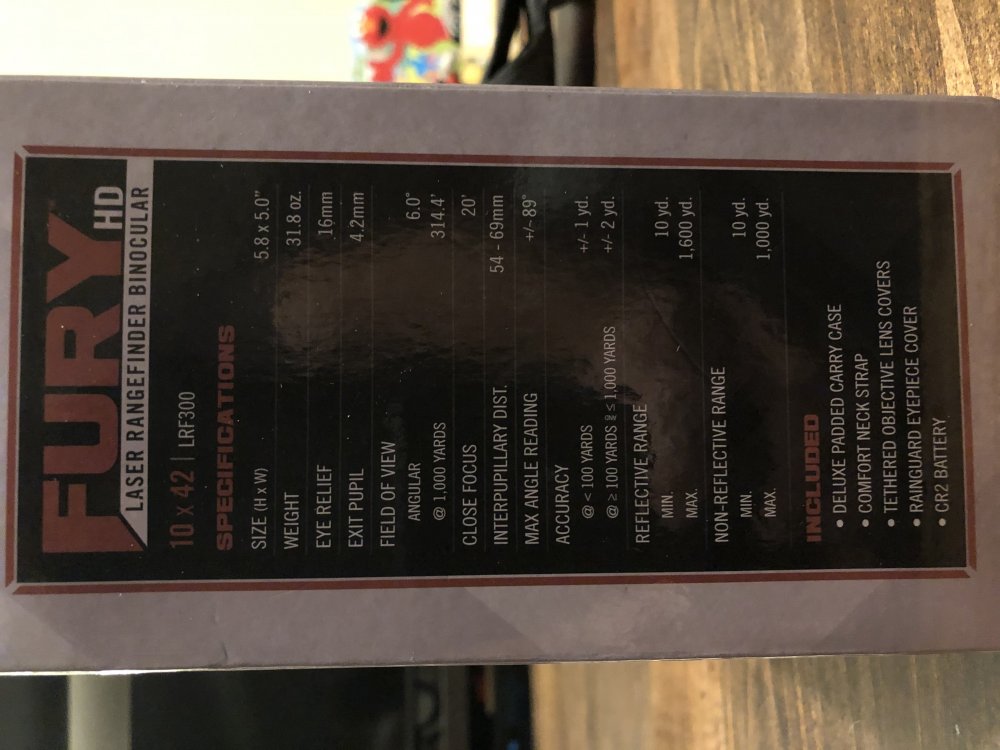 FURY HD
LASER RANGEFINDER BINOCULAR
10 x 42 | LRF300
SPECIFICATIONS
SIZE (H x W) 5.8 x 5.0"
WEIGHT 31.8 oz.
EYE RELIEF 16mm
EXIT PUPIL 4.2mm
FIELD OF VIEW
ANGULAR 6.0°
@ 1,000 YARDS 314.4'
CLOSE FOCUS 20'
INTERPUPILLARY DIST. 54 - 69mm
MAX ANGLE READING +/-89°
ACCURACY
@ < 100 YARDS +/- 1 yd.
@ ≥ 100 YARDS & ≤ 1,000 YARDS +/- 2 yd.
REFLECTIVE RANGE
MIN. 10 yd.
MAX. 1,600 yd.
NON-REFLECTIVE RANGE
MIN. 10 yd.
MAX. 1,000 yd.
INCLUDED
• DELUXE PADDED CARRY CASE
• COMFORT NECK STRAP
• TETHERED OBJECTIVE LENS COVERS
• RAINGUARD EYEPIECE COVER
• CR2 BATTERY